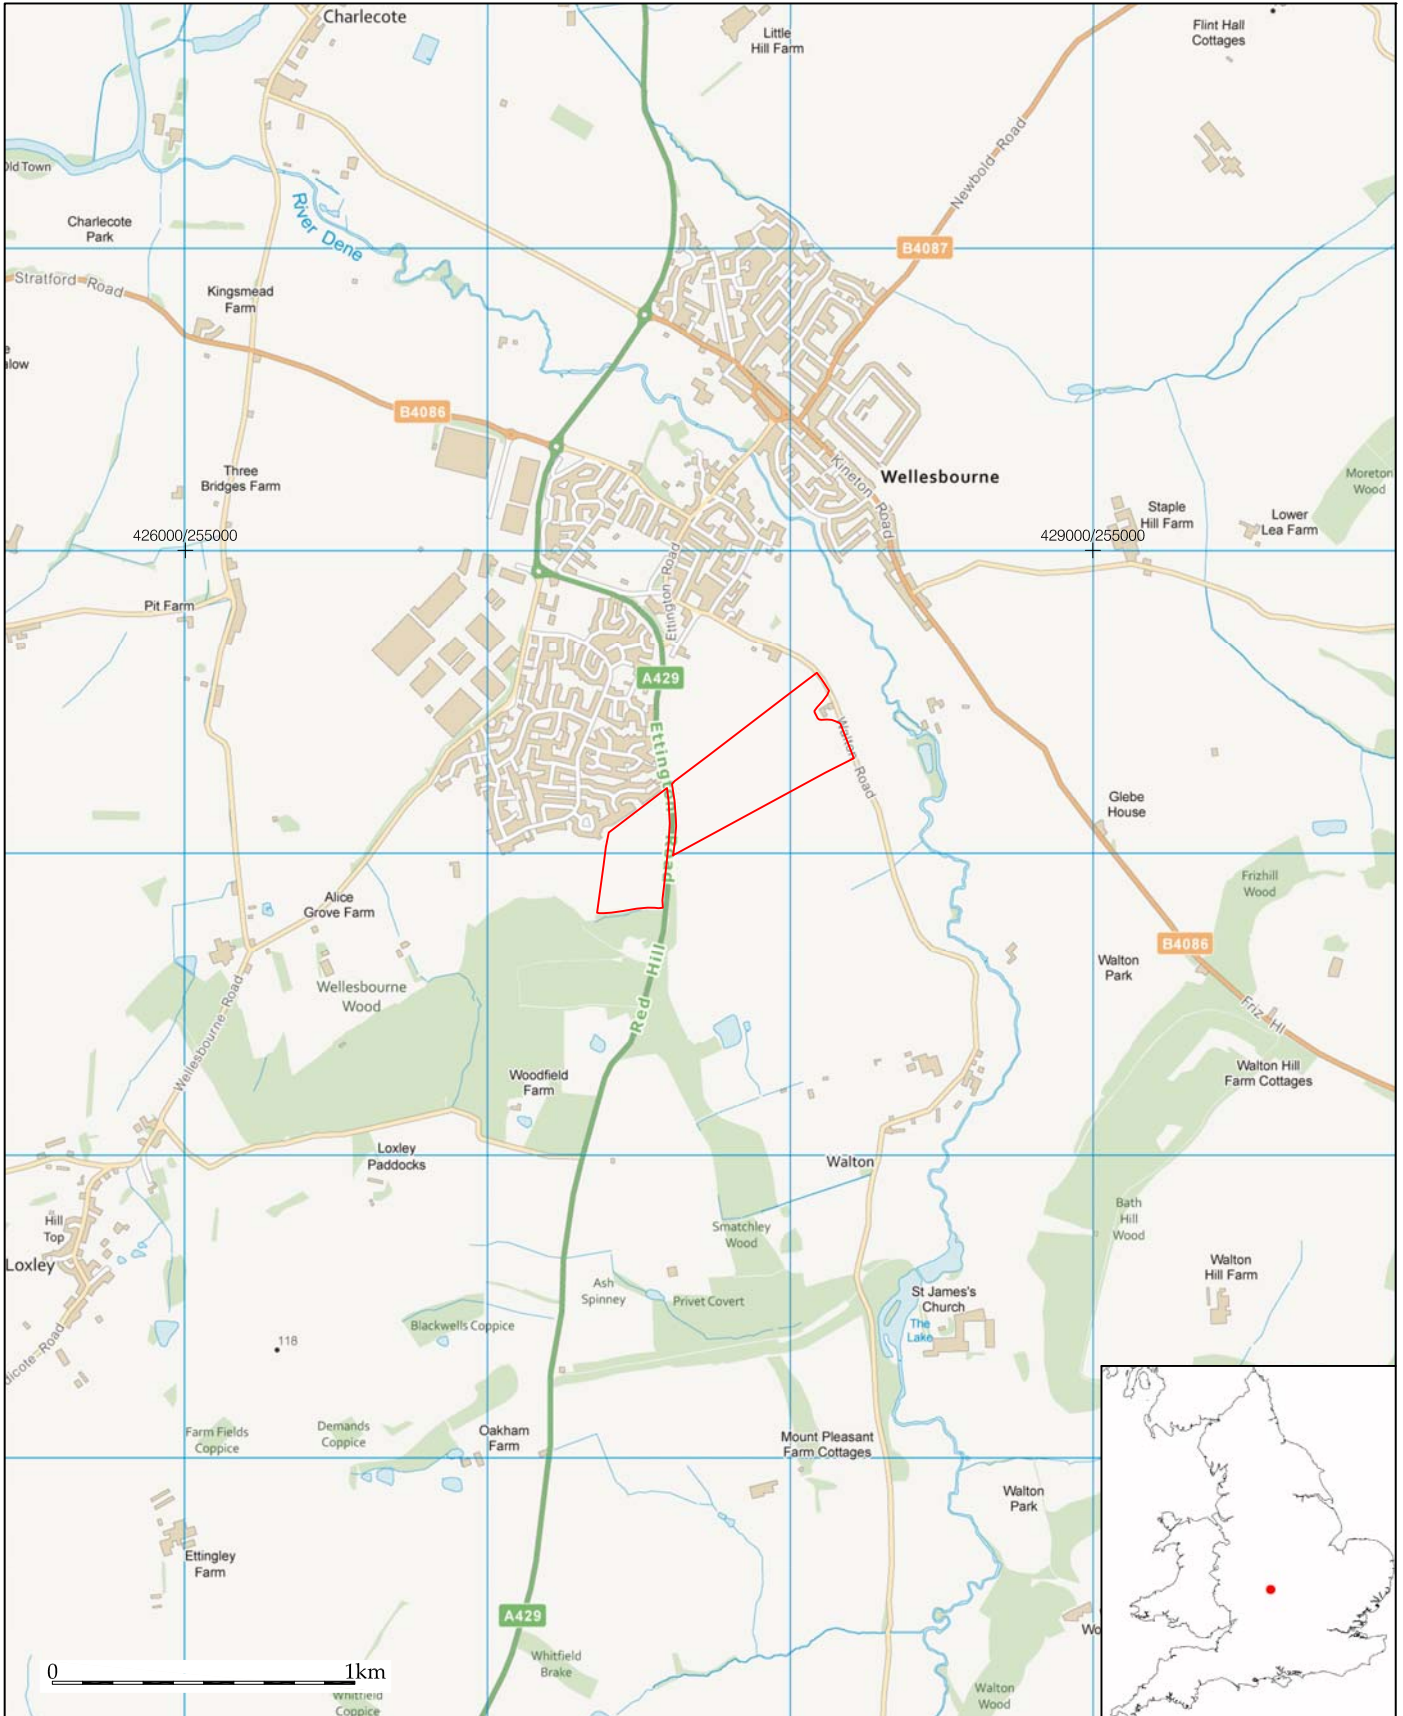 Charlecote
Little
Hill Farm
Flint Hall
Cottages
Old Town
Newbold Road
Charlecote
Park
River Dene
B4087
Stratford Road
Kingsmead
Farm
B4086
Three
Bridges Farm
Kineton Road
Wellesbourne
Moreton
Wood
Staple
Hill Farm
Lower
Lea Farm
426000/255000
429000/255000
Ettington Road
Pit Farm
A429
Walton Road
Glebe
House
Alice
Grove Farm
Frizhill
Wood
B4086
Walton
Park
Wellesbourne
Wood
Red Hill
Friz Hl
Wellesbourne Road
Woodfield
Farm
Walton Hill
Farm Cottages
Loxley
Paddocks
Walton
Hill
Top
Smatchley
Wood
Bath
Hill
Wood
Loxley
Walton
Hill Farm
Ash
Spinney
Privet Covert
St James's
Church
The
Lake
Blackwells Coppice
118
dicote Road
Farm Fields
Coppice
Demands
Coppice
Oakham
Farm
Mount Pleasant
Farm Cottages
Walton
Park
Ettingley
Farm
A429
Wo
Whitfield
Brake
0 1km
Whitfield
Coppice
Walton
Wood